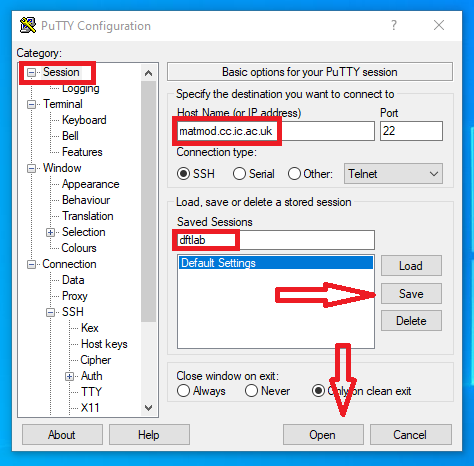 PuTTY Configuration
?
Category:
Session
Logging
Terminal
Keyboard
Bell
Features
Window
Appearance
Behaviour
Translation
Selection
Colours
Connection
Data
Proxy
SSH
Kex
Host keys
Cipher
Auth
TTY
X11
Basic options for your PuTTY session
Specify the destination you want to connect to
Host Name (or IP address) Port
matmod.cc.ic.ac.uk 22
Connection type:
SSH Serial Other: Telnet
Load, save or delete a stored session
Saved Sessions
dftlab
Default Settings
Load
Save
Delete
Close window on exit:
Always Never Only on clean exit
About Help Open Cancel